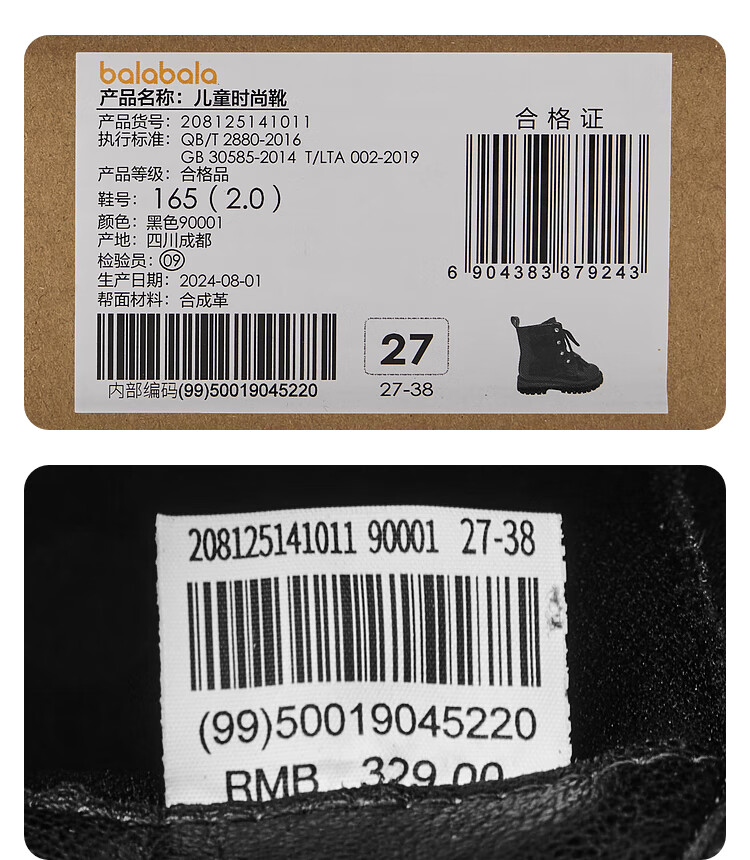 balabala
产品名称：儿童时尚靴
产品货号：208125141011
执行标准：QB/T 2880-2016
GB 30585-2014 T/LTA 002-2019
产品等级：合格品
鞋号：165（2.0）
颜色：黑色90001
产地：四川成都
检验员：09
生产日期：2024-08-01
帮面材料：合成革
内部编码(99)50019045220
27
27-38
合格证
6 904383 879243
208125141011 90001 27-38
(99)50019045220
RMB 329.00